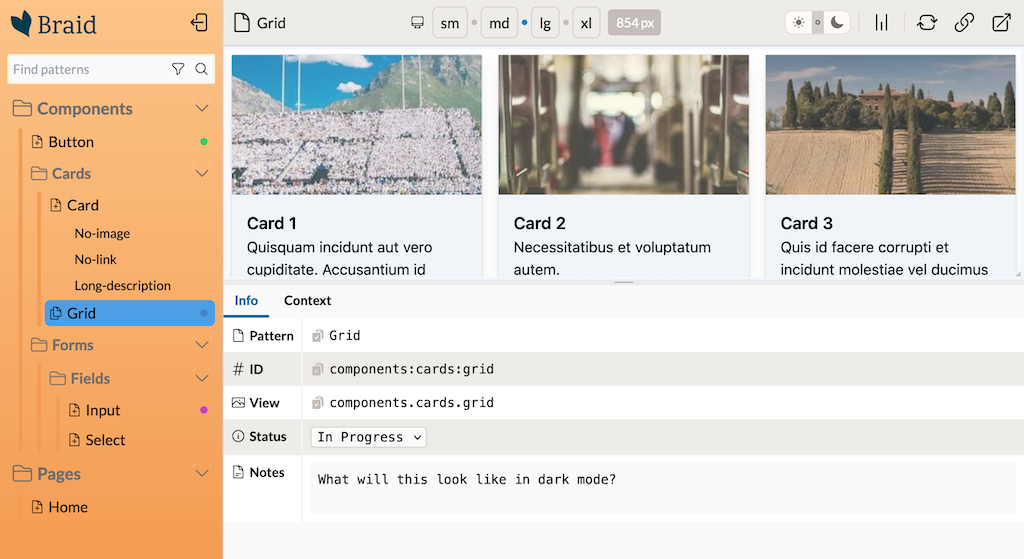 Braid
Find patterns
Components
Button
Cards
Card
No-image
No-link
Long-description
Grid
Forms
Fields
Input
Select
Pages
Home
Grid
sm md lg xl 854 px
Card 1
Quisquam incidunt aut vero
cupiditate. Accusantium id
Card 2
Necessitatibus et voluptatum
autem.
Card 3
Quis id facere corrupti et
incidunt molestiae vel ducimus
Info Context
Pattern Grid
ID components:cards:grid
View components.cards.grid
Status In Progress
Notes What will this look like in dark mode?